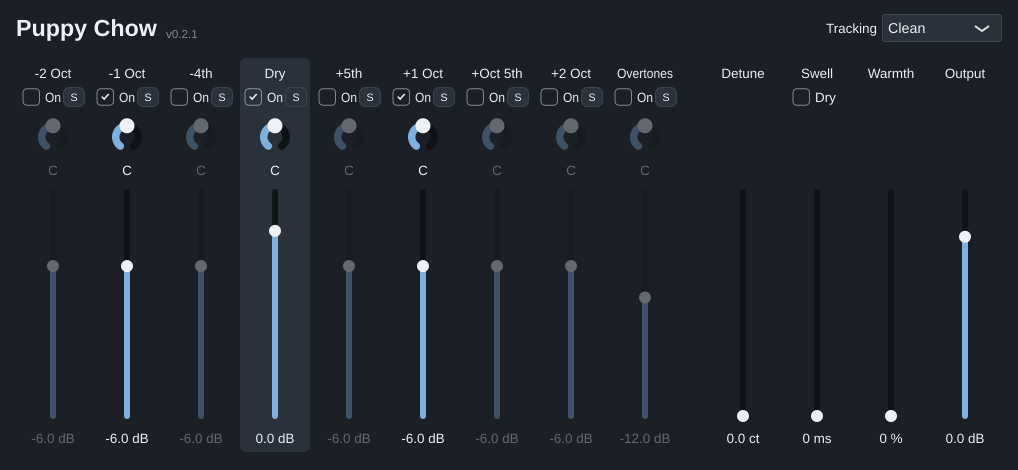 Puppy Chow v0.2.1
Tracking Clean
-2 Oct -1 Oct -4th Dry +5th +1 Oct +Oct 5th +2 Oct Overtones Detune Swell Warmth Output
On S On S On S On S On S On S On S On S On S Dry
C C C C C C C C C
-6.0 dB -6.0 dB -6.0 dB 0.0 dB -6.0 dB -6.0 dB -6.0 dB -6.0 dB -12.0 dB 0.0 ct 0 ms 0 % 0.0 dB